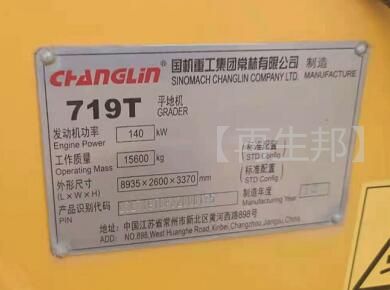 CHANGLIN 国机重工集团常林有限公司 制造
SINOMACH CHANGLIN COMPANY LTD. MANUFACTURE
719T 平地机
GRADER
发动机功率 140 kW
Engine Power
标准配置
STD Config
工作质量 15600 kg
Operating Mass
标准配置
STD Config
外形尺寸 8935×2600×3370 mm
(L×W×H)
产品识别代码
PIN
制造年度
Manufacture Year
地址:中国江苏省常州市新北区黄河西路898号
ADD: NO.898,West Huanghe Road,Xinbei,Changzhou,Jiangsu,China
【再生邦】